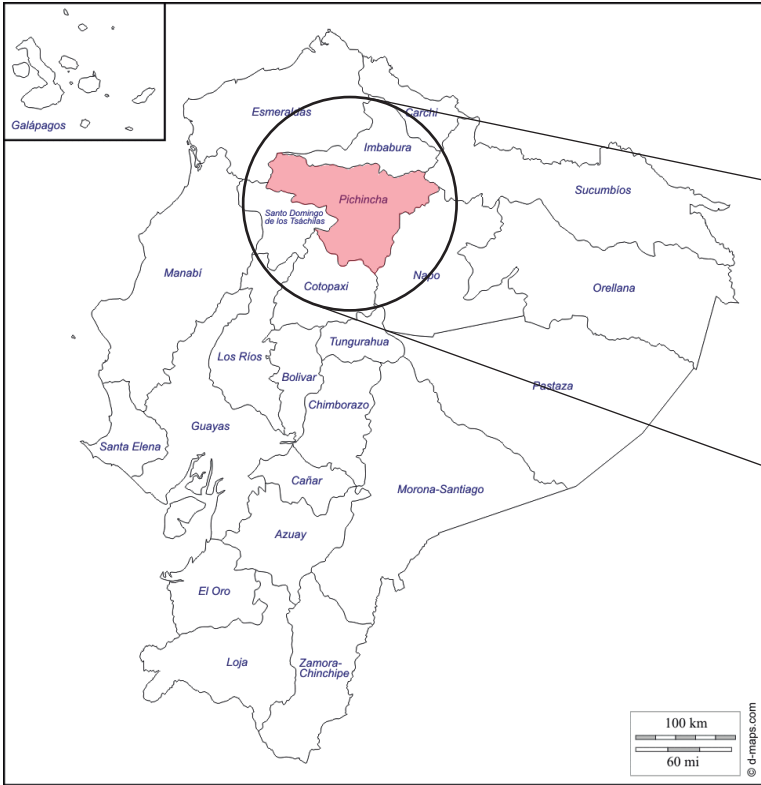 Galápagos
Esmeraldas
Carchi
Imbabura
Pichincha
Sucumbíos
Santo Domingo
de los Tsáchilas
Manabí
Cotopaxi
Napo
Orellana
Tungurahua
Los Ríos
Bolivar
Pastaza
Chimborazo
Guayas
Santa Elena
Cañar
Morona-Santiago
Azuay
El Oro
Loja
Zamora-
Chinchipe
100 km
60 mi
© d-maps.com